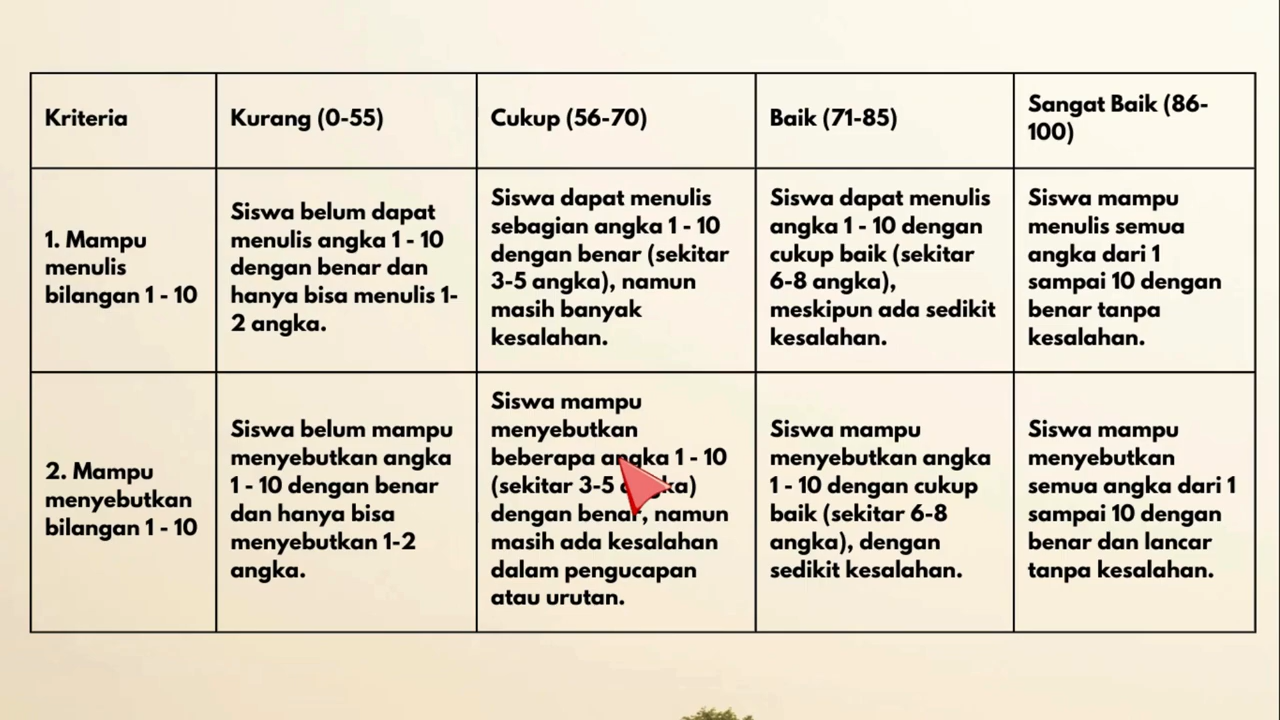 Kriteria
Kurang (0-55)
Cukup (56-70)
Baik (71-85)
Sangat Baik (86-
100)
1. Mampu
menulis
bilangan 1 - 10
Siswa belum dapat
menulis angka 1 - 10
dengan benar dan
hanya bisa menulis 1-
2 angka.
Siswa dapat menulis
sebagian angka 1 - 10
dengan benar (sekitar
3-5 angka), namun
masih banyak
kesalahan.
Siswa dapat menulis
angka 1 - 10 dengan
cukup baik (sekitar
6-8 angka),
meskipun ada sedikit
kesalahan.
Siswa mampu
menulis semua
angka dari 1
sampai 10 dengan
benar tanpa
kesalahan.
2. Mampu
menyebutkan
bilangan 1 - 10
Siswa belum mampu
menyebutkan angka
1 - 10 dengan benar
dan hanya bisa
menyebutkan 1-2
angka.
Siswa mampu
menyebutkan
beberapa angka 1 - 10
(sekitar 3-5 angka)
dengan benar, namun
masih ada kesalahan
dalam pengucapan
atau urutan.
Siswa mampu
menyebutkan angka
1 - 10 dengan cukup
baik (sekitar 6-8
angka), dengan
sedikit kesalahan.
Siswa mampu
menyebutkan
semua angka dari 1
sampai 10 dengan
benar dan lancar
tanpa kesalahan.